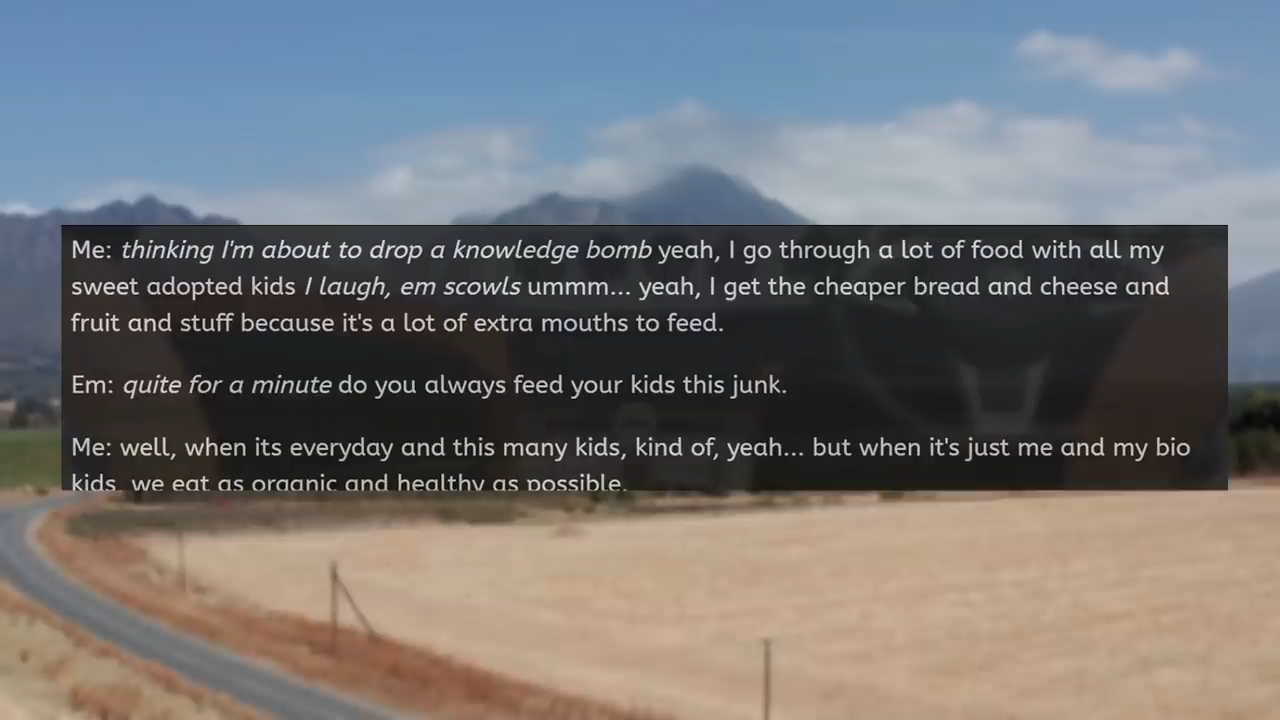 Me: thinking I'm about to drop a knowledge bomb yeah, I go through a lot of food with all my
sweet adopted kids I laugh, em scowls ummm... yeah, I get the cheaper bread and cheese and
fruit and stuff because it's a lot of extra mouths to feed.
Em: quite for a minute do you always feed your kids this junk.
Me: well, when its everyday and this many kids, kind of, yeah... but when it's just me and my bio
kids, we eat as organic and healthy as possible.